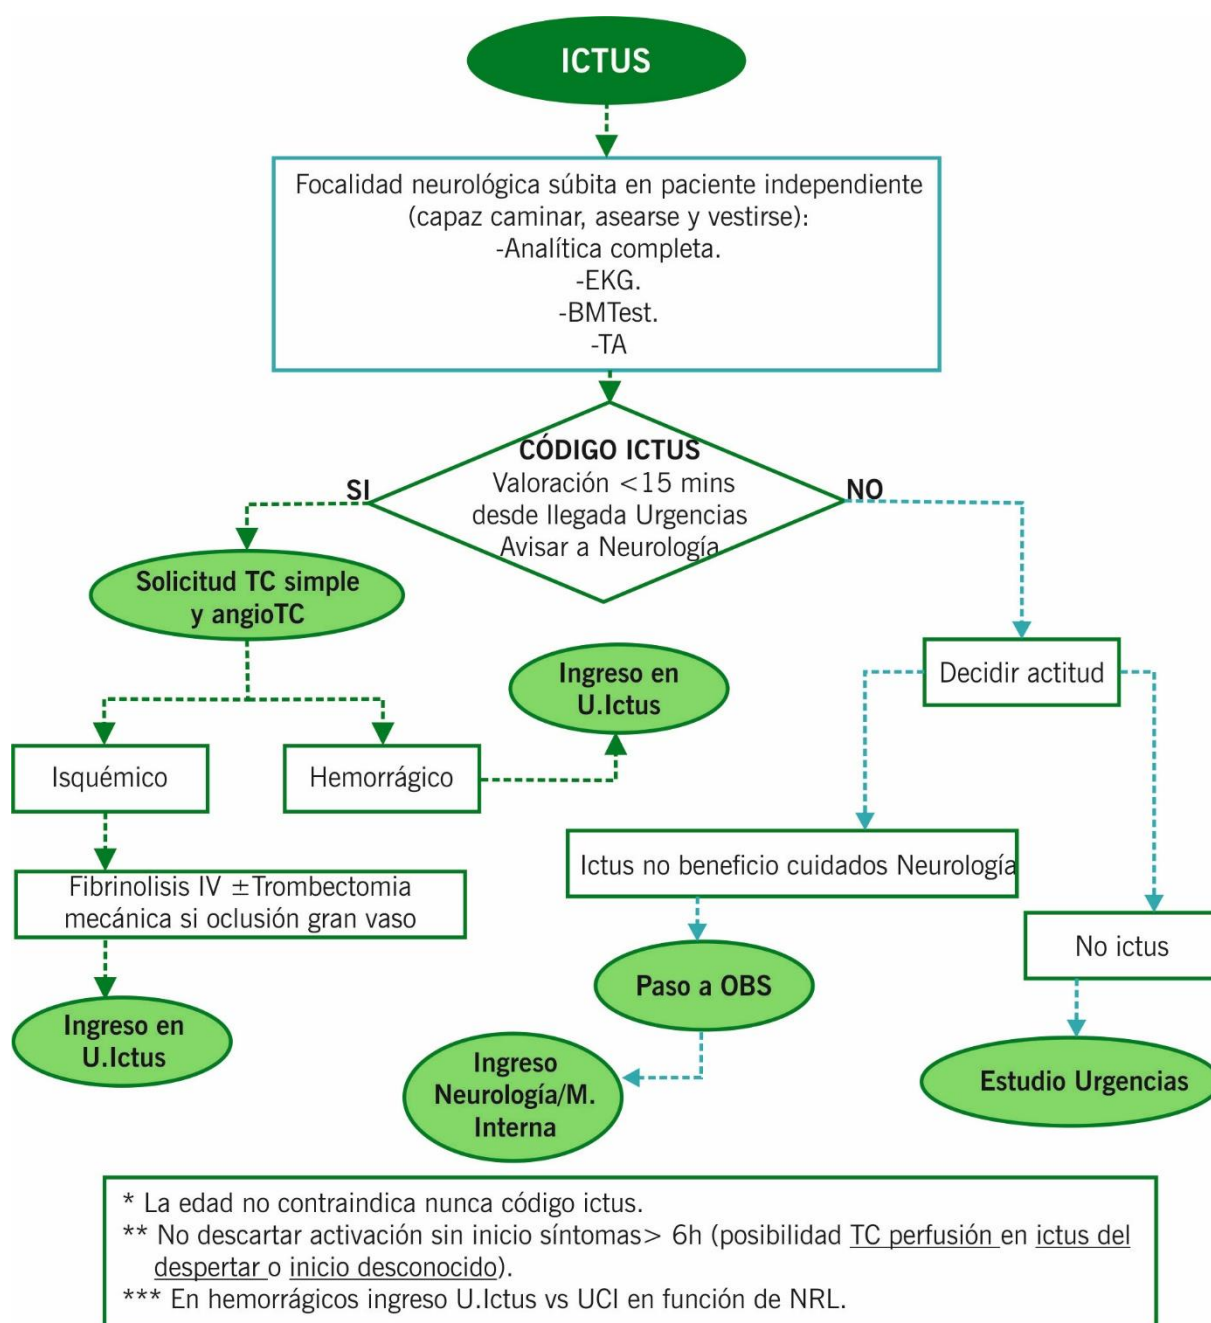 ICTUS
Focalidad neurológica súbita en paciente independiente
(capaz caminar, asearse y vestirse):
-Analítica completa.
-EKG.
-BMTest.
-TA
CÓDIGO ICTUS
Valoración <15 mins
desde llegada Urgencias
Avisar a Neurología
SI
NO
Solicitud TC simple
y angioTC
Ingreso en
U.Ictus
Decidir actitud
Isquémico
Hemorrágico
Ictus no beneficio cuidados Neurología
Fibrinolisis IV ±Trombectomia
mecánica si oclusión gran vaso
No ictus
Paso a OBS
Ingreso en
U.Ictus
Ingreso
Neurología/M.
Interna
Estudio Urgencias
* La edad no contraindica nunca código ictus.
** No descartar activación sin inicio síntomas> 6h (posibilidad TC perfusión en ictus del
despertar o inicio desconocido).
*** En hemorrágicos ingreso U.Ictus vs UCI en función de NRL.